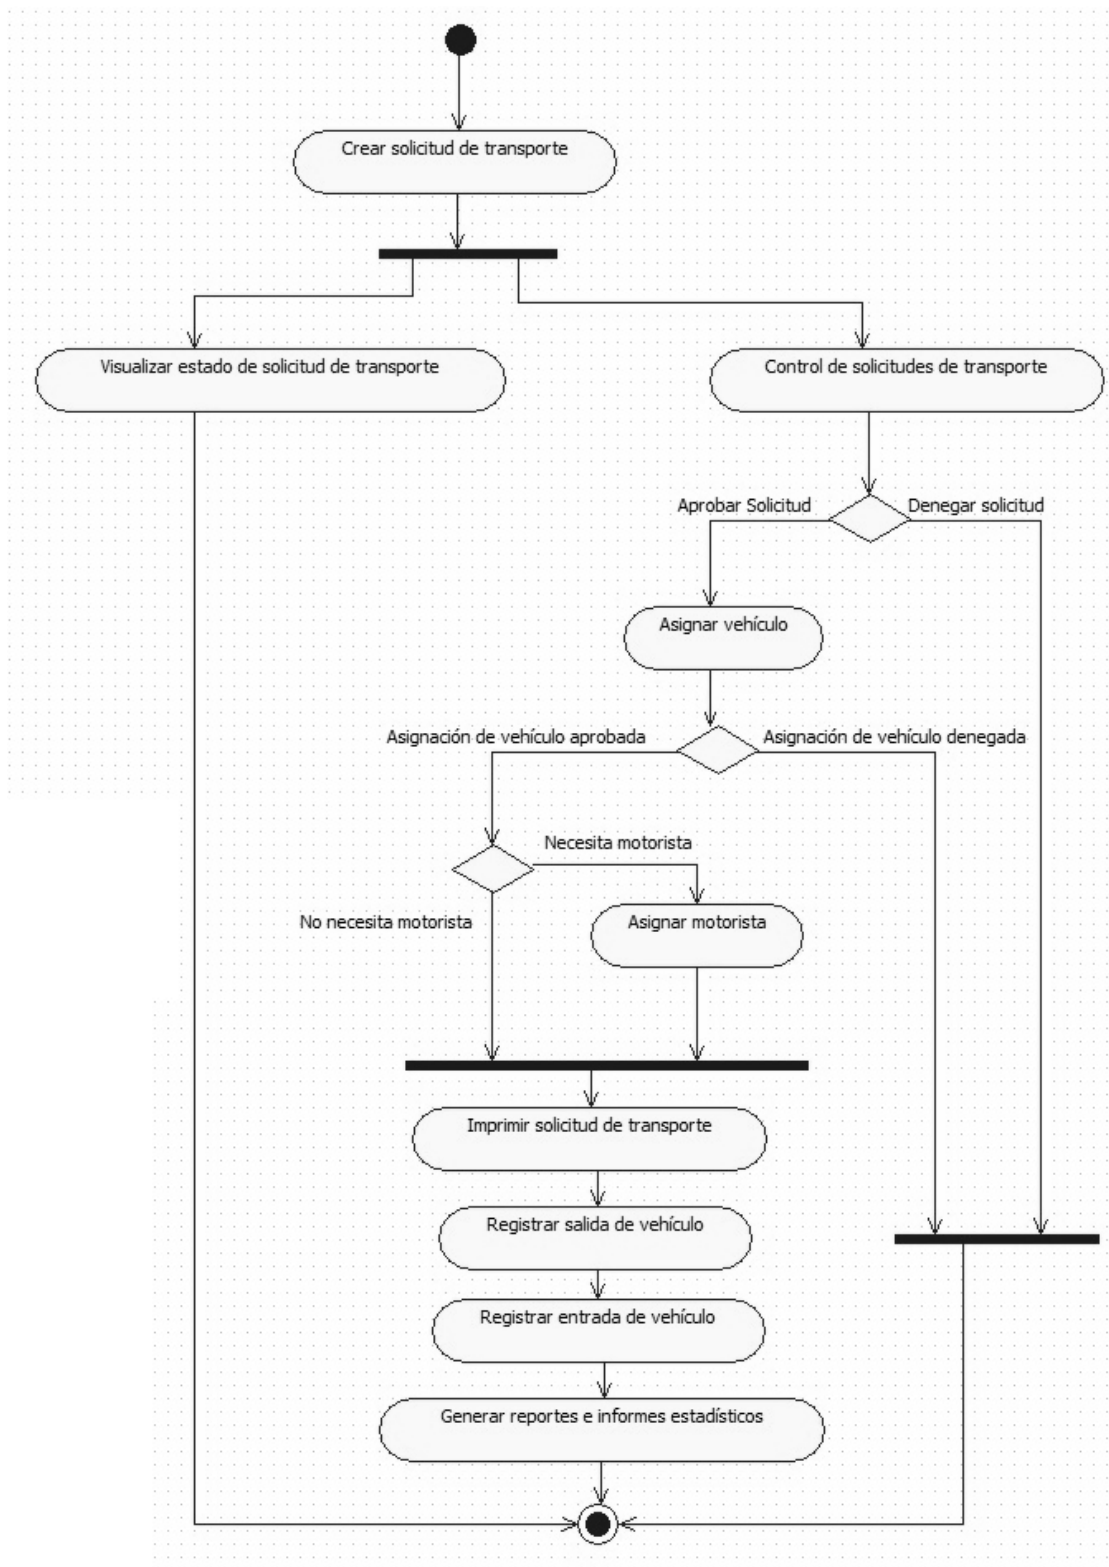 Crear solicitud de transporte
Visualizar estado de solicitud de transporte
Control de solicitudes de transporte
Aprobar Solicitud
Denegar solicitud
Asignar vehículo
Asignación de vehículo aprobada
Asignación de vehículo denegada
Necesita motorista
No necesita motorista
Asignar motorista
Imprimir solicitud de transporte
Registrar salida de vehículo
Registrar entrada de vehículo
Generar reportes e informes estadísticos